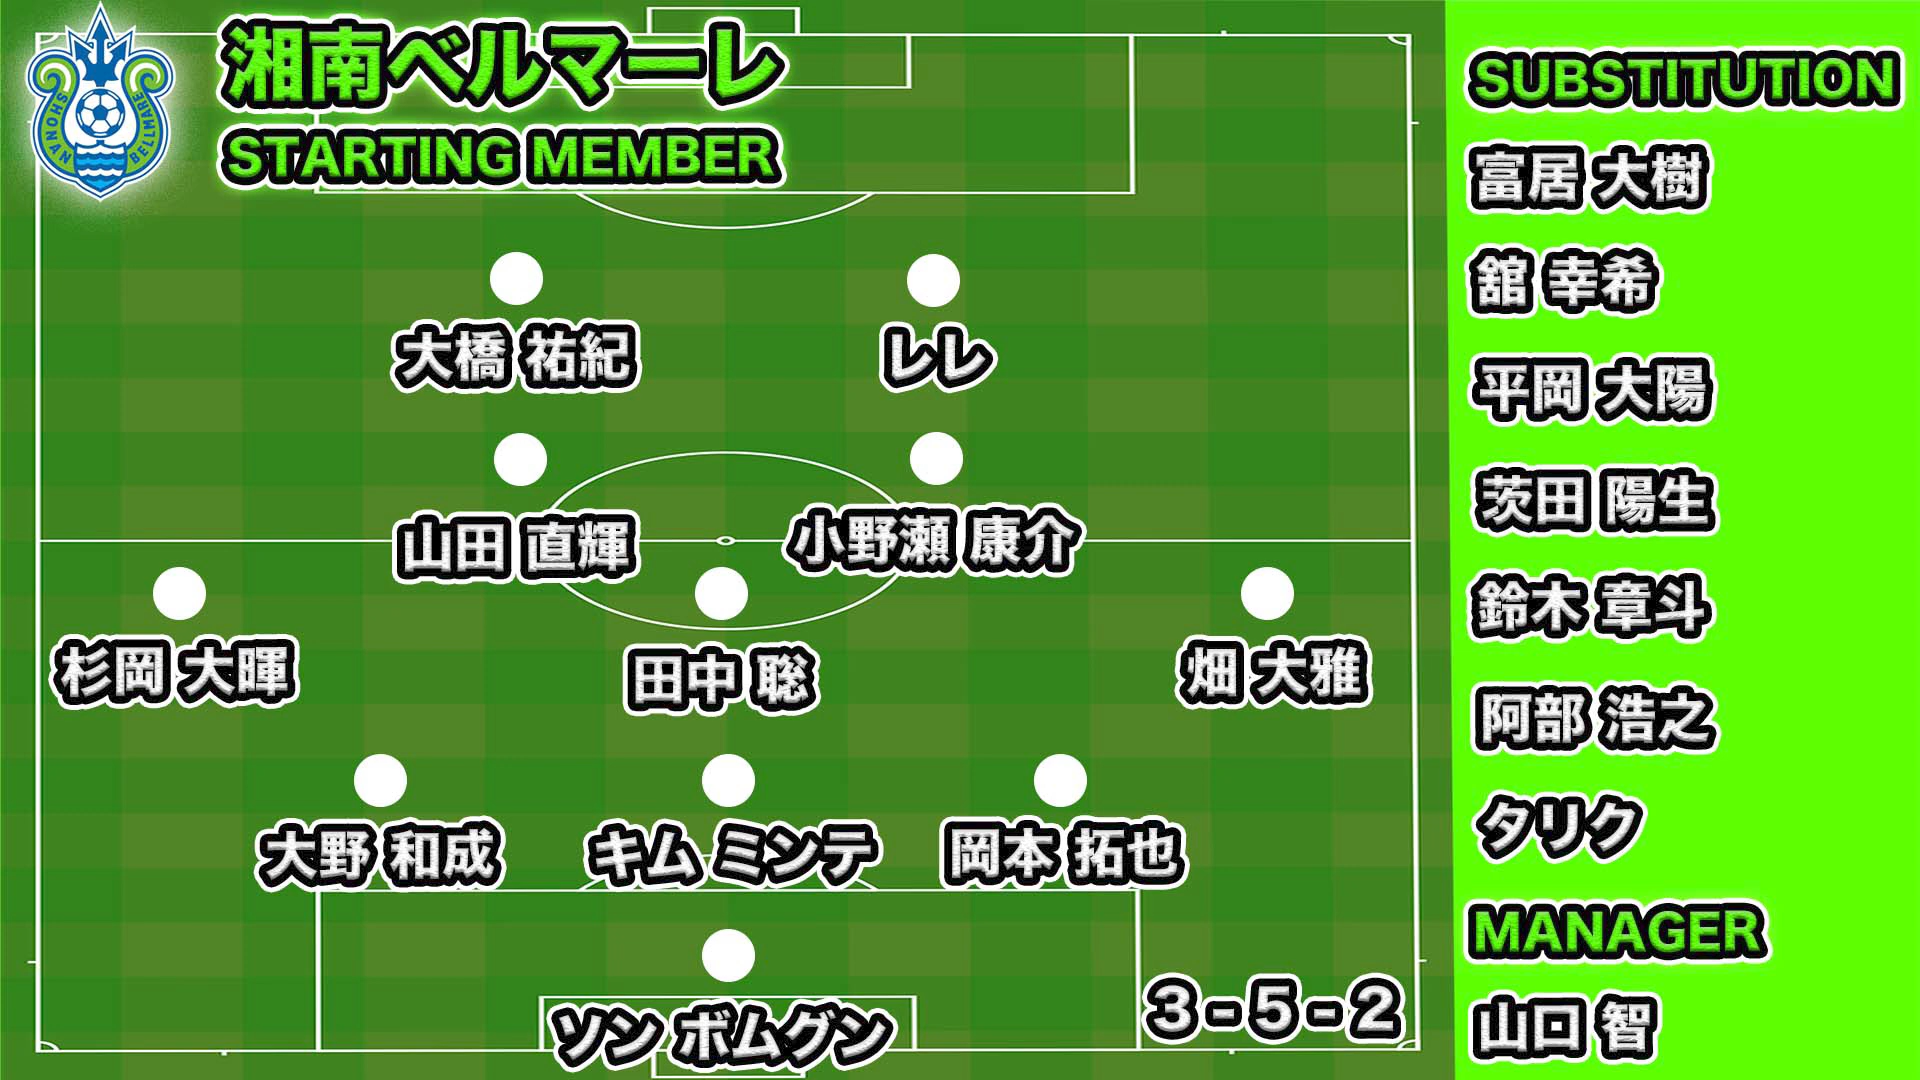 SHONAN BELLMARE
湘南ベルマーレ
STARTING MEMBER
大橋 祐紀
レレ
山田 直輝
小野瀬 康介
杉岡 大暉
田中 聡
畑 大雅
大野 和成
キム ミンテ
岡本 拓也
ソン ボムグン
3-5-2
SUBSTITUTION
富居 大樹
舘 幸希
平岡 大陽
茨田 陽生
鈴木 章斗
阿部 浩之
タリク
MANAGER
山口 智